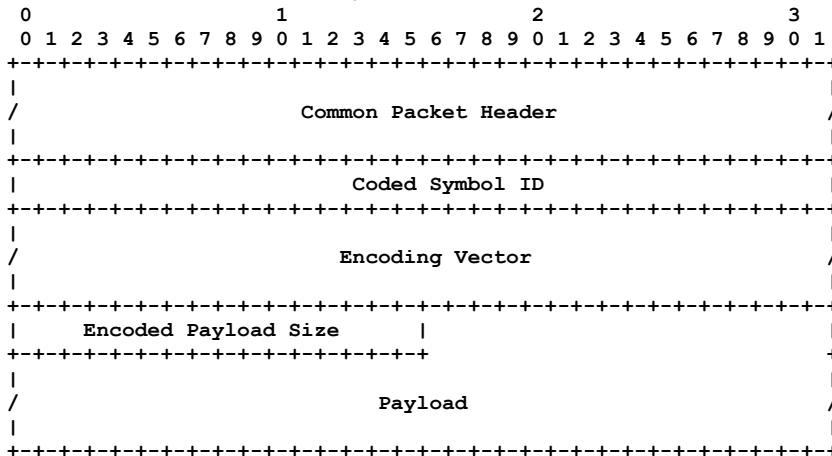 0                   1                   2                   3
 0 1 2 3 4 5 6 7 8 9 0 1 2 3 4 5 6 7 8 9 0 1 2 3 4 5 6 7 8 9 0 1
+-+-+-+-+-+-+-+-+-+-+-+-+-+-+-+-+-+-+-+-+-+-+-+-+-+-+-+-+-+-+-+-+
|                                                               |
/                      Common Packet Header                     /
|                                                               |
+-+-+-+-+-+-+-+-+-+-+-+-+-+-+-+-+-+-+-+-+-+-+-+-+-+-+-+-+-+-+-+-+
|                          Coded Symbol ID                      |
+-+-+-+-+-+-+-+-+-+-+-+-+-+-+-+-+-+-+-+-+-+-+-+-+-+-+-+-+-+-+-+-+
|                                                               |
/                         Encoding Vector                       /
|                                                               |
+-+-+-+-+-+-+-+-+-+-+-+-+-+-+-+-+-+-+-+-+-+-+-+-+-+-+-+-+-+-+-+-+
|     Encoded Payload Size      |                               |
+-+-+-+-+-+-+-+-+-+-+-+-+-+-+-+-+                               +
|                                                               |
/                            Payload                            /
|                                                               |
+-+-+-+-+-+-+-+-+-+-+-+-+-+-+-+-+-+-+-+-+-+-+-+-+-+-+-+-+-+-+-+-+